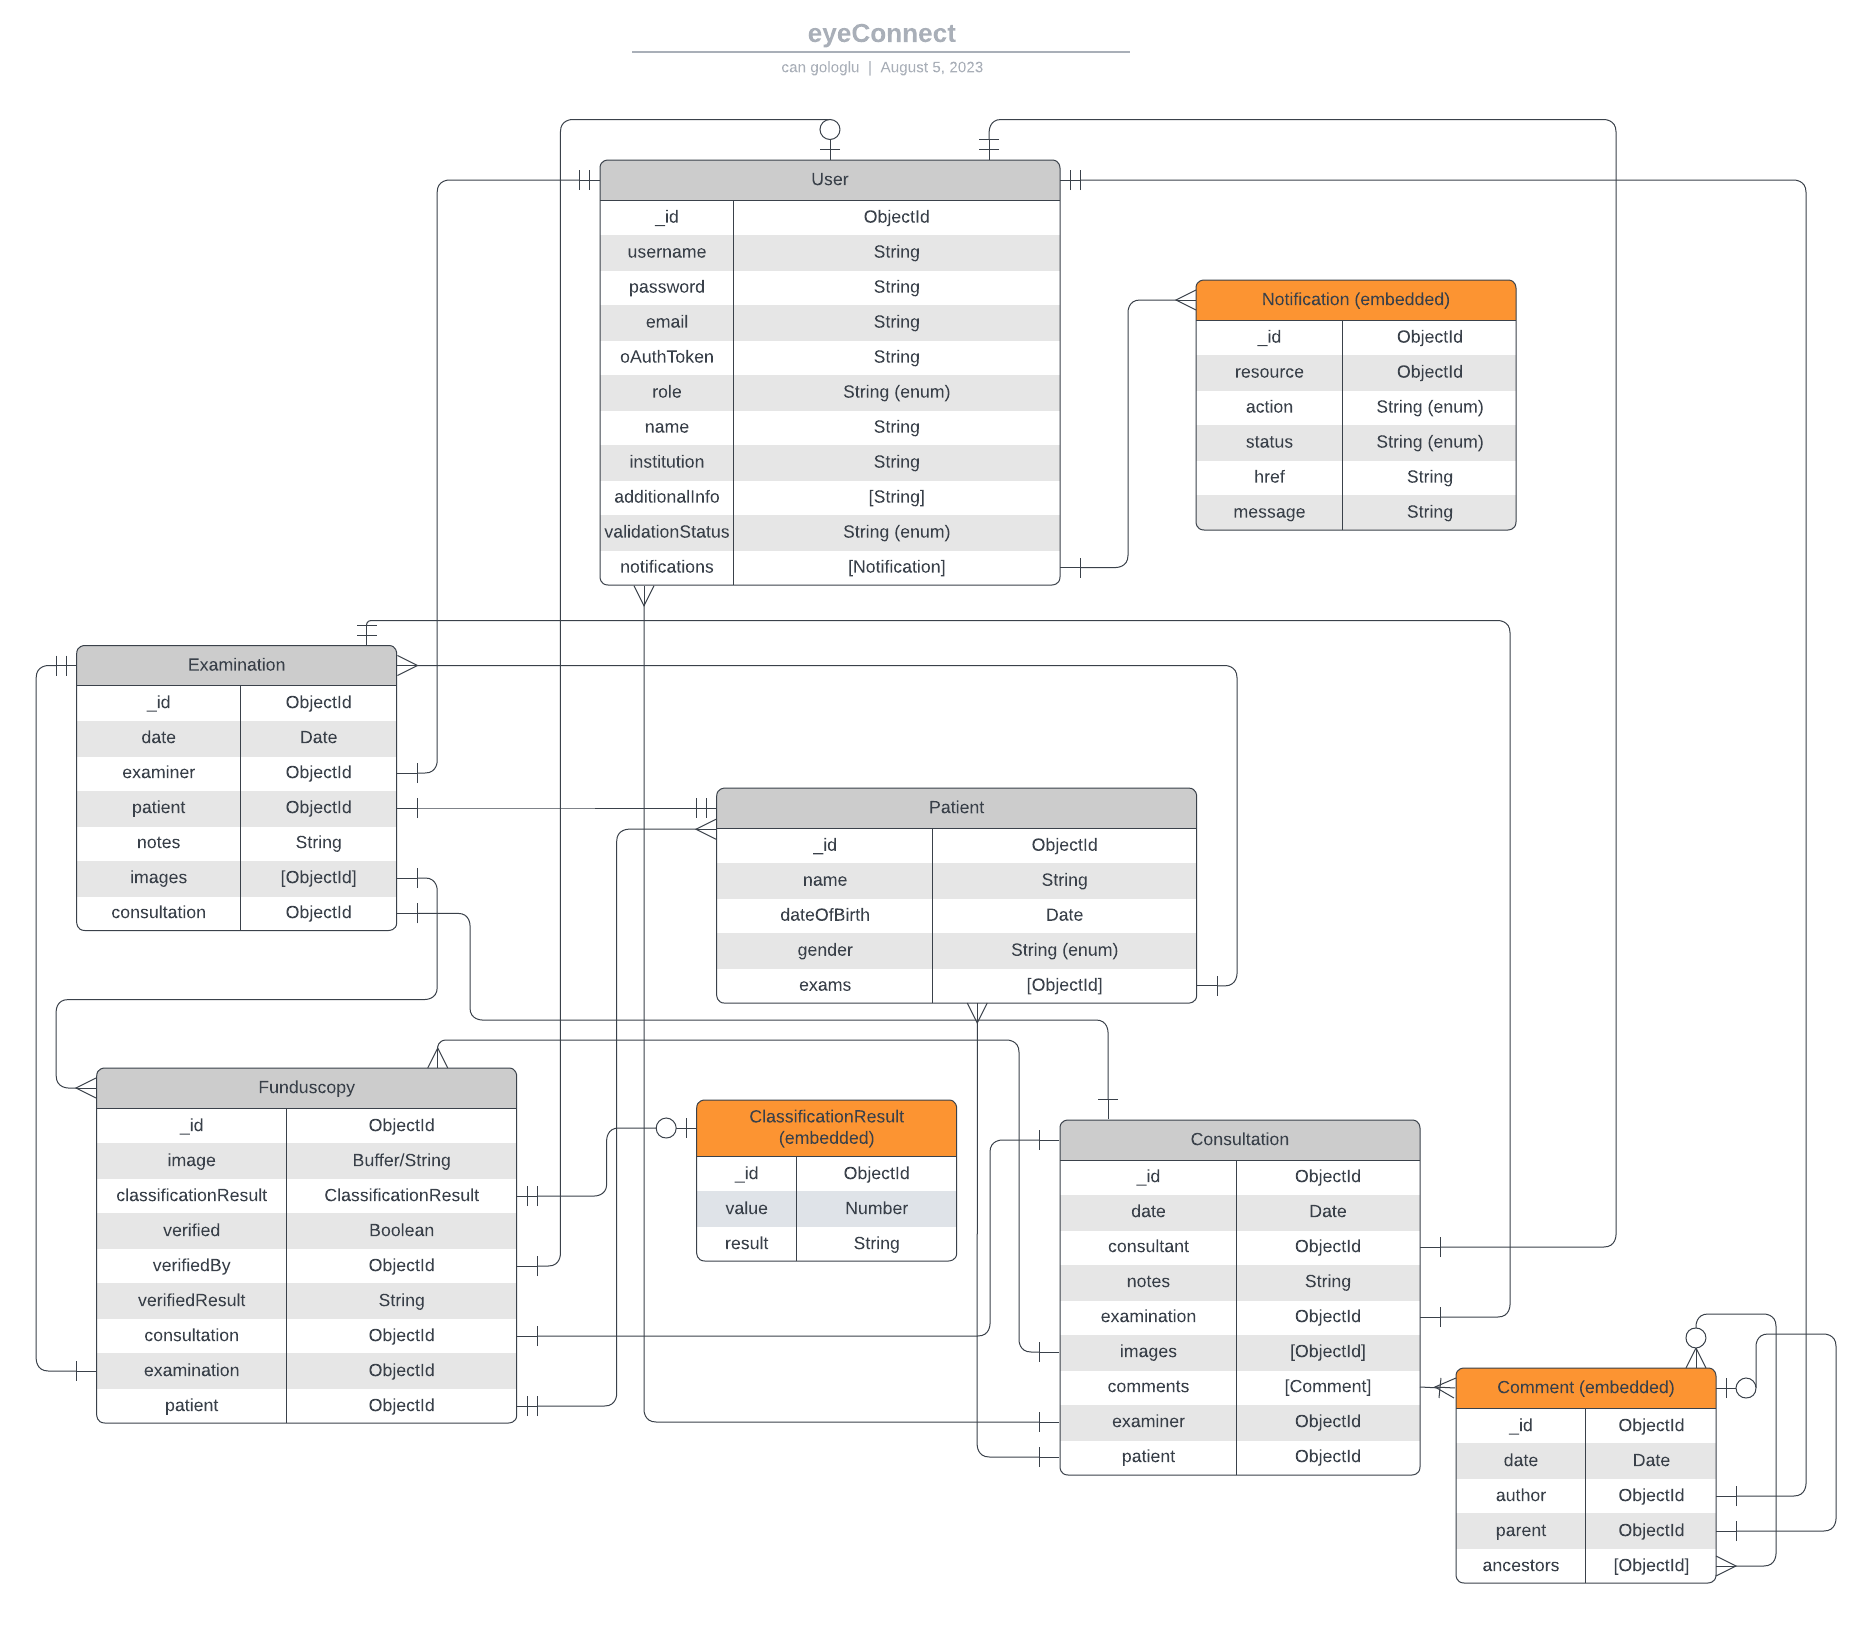 eyeConnect
can gologlu | August 5, 2023
User
_id ObjectId
username String
password String
email String
oAuthToken String
role String (enum)
name String
institution String
additionalInfo [String]
validationStatus String (enum)
notifications [Notification]
Notification (embedded)
_id ObjectId
resource ObjectId
action String (enum)
status String (enum)
href String
message String
Examination
_id ObjectId
date Date
examiner ObjectId
patient ObjectId
notes String
images [ObjectId]
consultation ObjectId
Patient
_id ObjectId
name String
dateOfBirth Date
gender String (enum)
exams [ObjectId]
Funduscopy
_id ObjectId
image Buffer/String
classificationResult ClassificationResult
verified Boolean
verifiedBy ObjectId
verifiedResult String
consultation ObjectId
examination ObjectId
patient ObjectId
ClassificationResult
(embedded)
_id ObjectId
value Number
result String
Consultation
_id ObjectId
date Date
consultant ObjectId
notes String
examination ObjectId
images [ObjectId]
comments [Comment]
examiner ObjectId
patient ObjectId
Comment (embedded)
_id ObjectId
date Date
author ObjectId
parent ObjectId
ancestors [ObjectId]